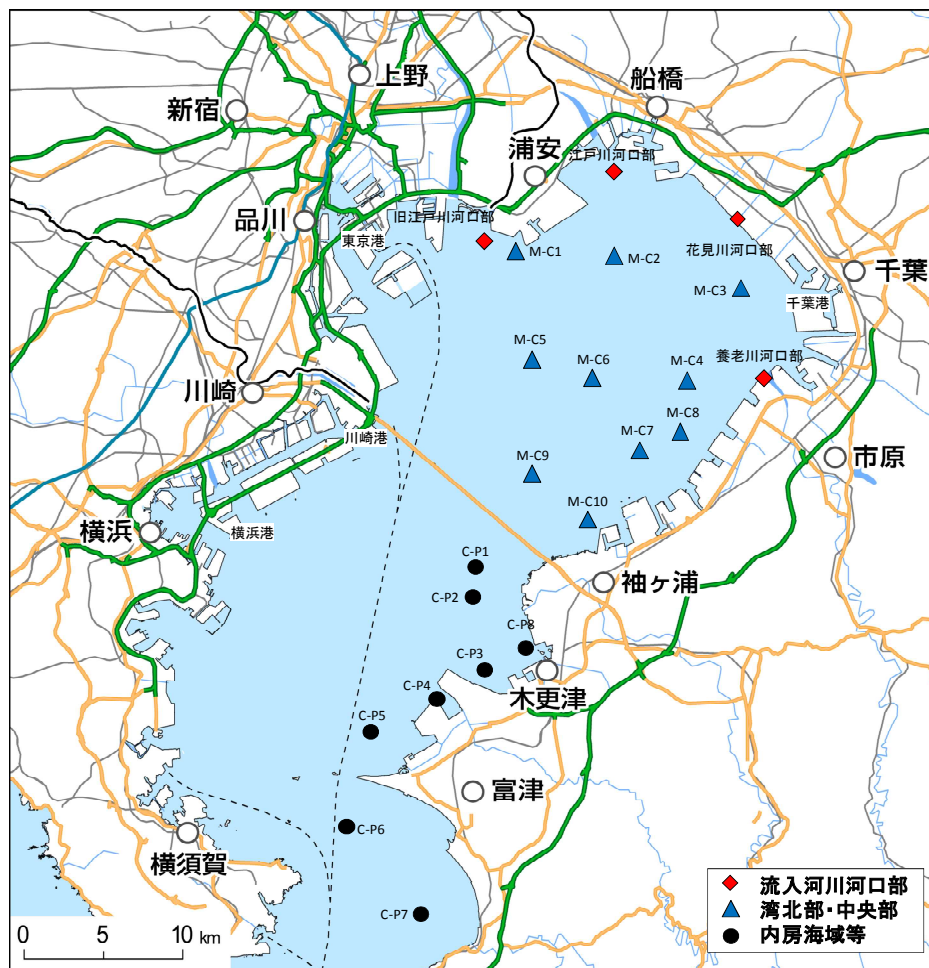 上野
船橋
新宿
浦安
江戸川河口部
旧江戸川河口部
品川
東京港
花見川河口部
M-C1
M-C2
千葉
M-C3
千葉港
M-C5
M-C6
M-C4
養老川河口部
川崎
川崎港
M-C8
M-C7
市原
M-C9
M-C10
横浜
横浜港
C-P1
袖ヶ浦
C-P2
C-P8
C-P3
木更津
C-P4
C-P5
富津
C-P6
横須賀
C-P7
流入河川河口部
湾北部・中央部
内房海域等
0 5 10 km